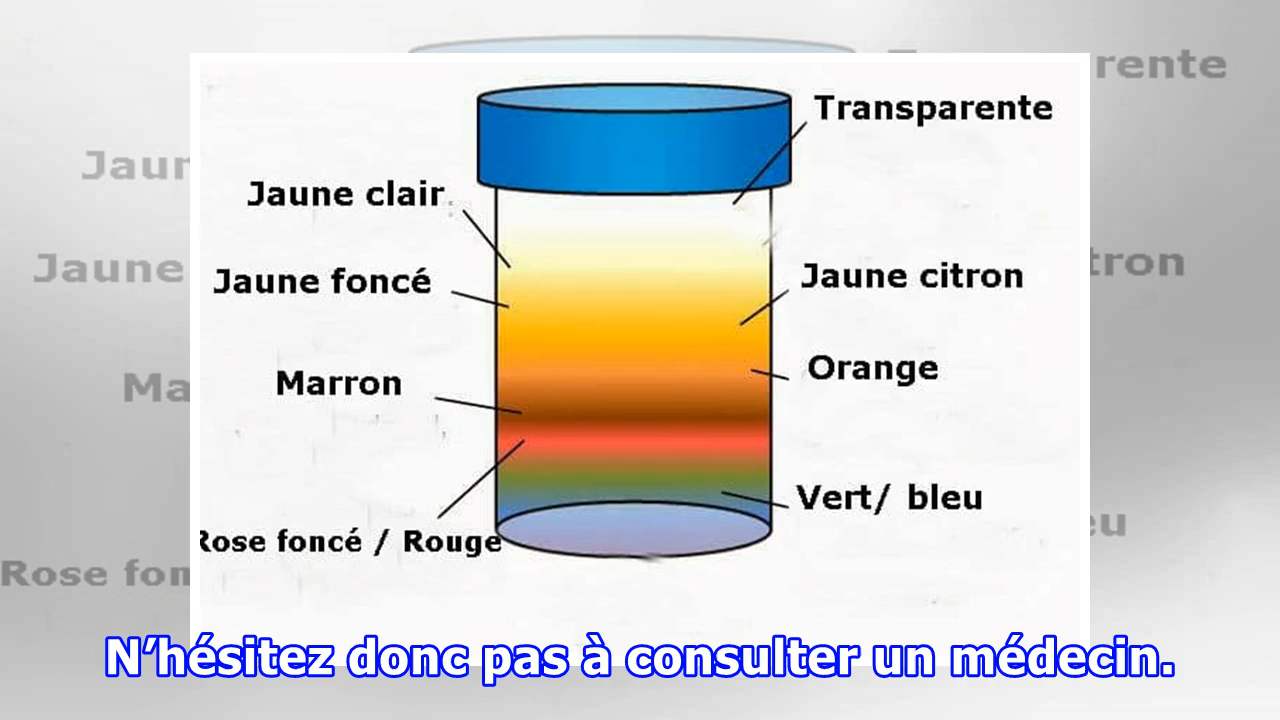 Transparente
Jaune clair
Jaune foncé
Jaune citron
Orange
Marron
Vert/ bleu
Rose foncé / Rouge
N’hésitez donc pas à consulter un médecin.